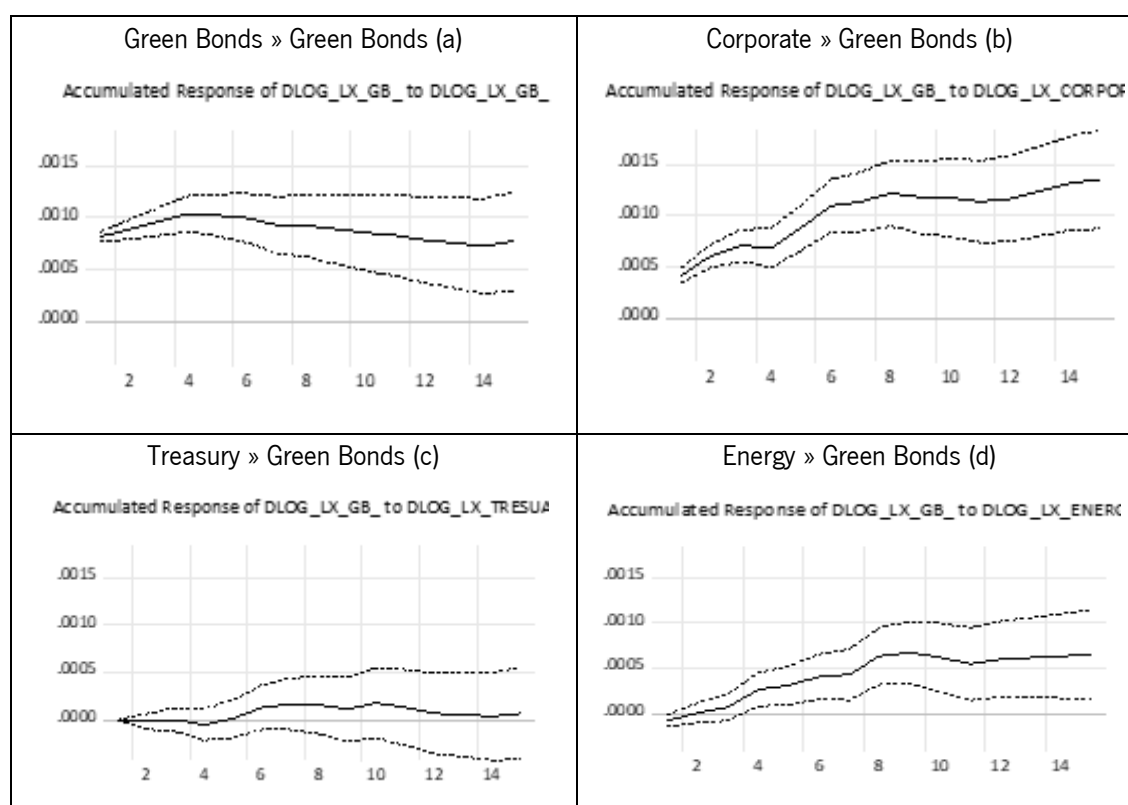 Green Bonds » Green Bonds (a)
Accumulated Response of DLOG_LX_GB_ to DLOG_LX_GB_
.0015
.0010
.0005
.0000
2 4 6 8 10 12 14
Corporate » Green Bonds (b)
Accumulated Response of DLOG_LX_GB_ to DLOG_LX_CORPOR
.0015
.0010
.0005
.0000
2 4 6 8 10 12 14
Treasury » Green Bonds (c)
Accumulated Response of DLOG_LX_GB_ to DLOG_LX_TRESUA
.0015
.0010
.0005
.0000
2 4 6 8 10 12 14
Energy » Green Bonds (d)
Accumulated Response of DLOG_LX_GB_ to DLOG_LX_ENERG
.0015
.0010
.0005
.0000
2 4 6 8 10 12 14